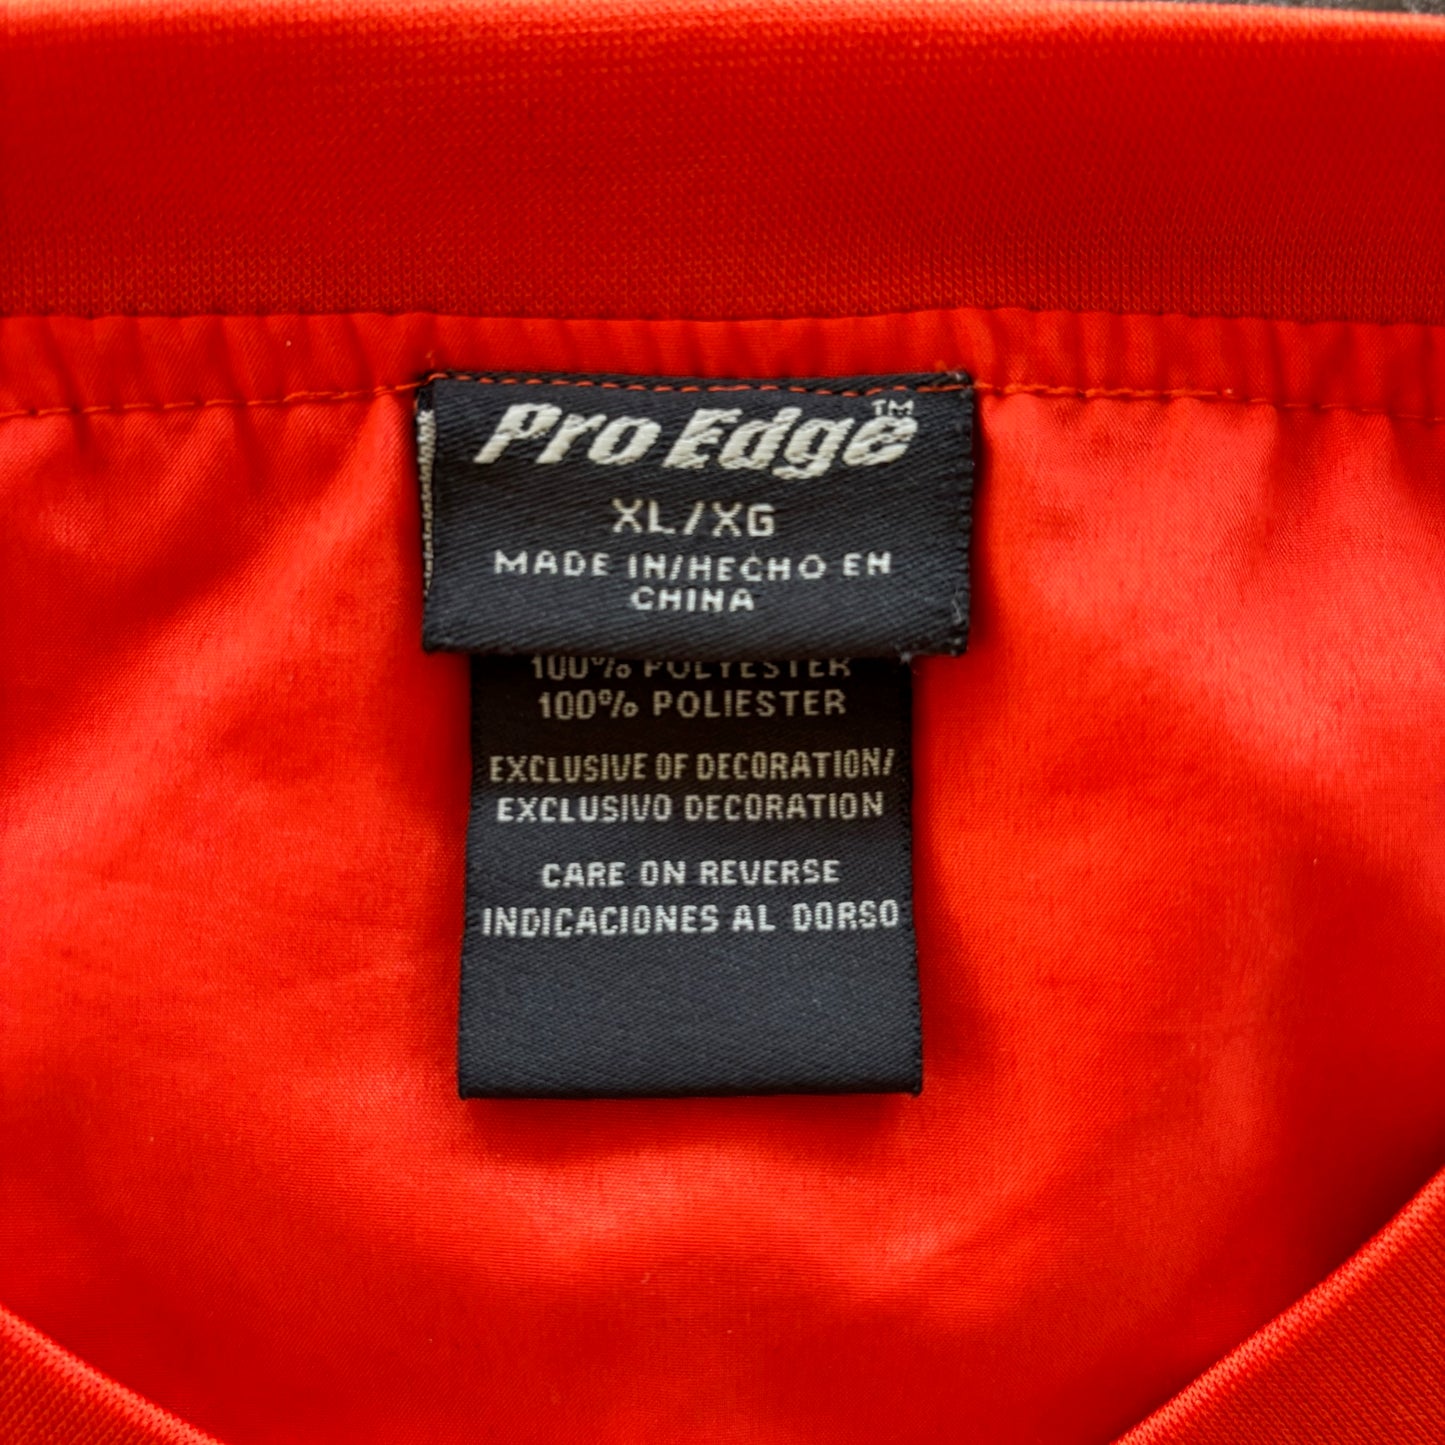 Pro Edge™
XL/XG
MADE IN/HECHO EN
CHINA
100% POLYESTER
100% POLIESTER
EXCLUSIVE OF DECORATION/
EXCLUSIVO DECORATION
CARE ON REVERSE
INDICACIONES AL DORSO